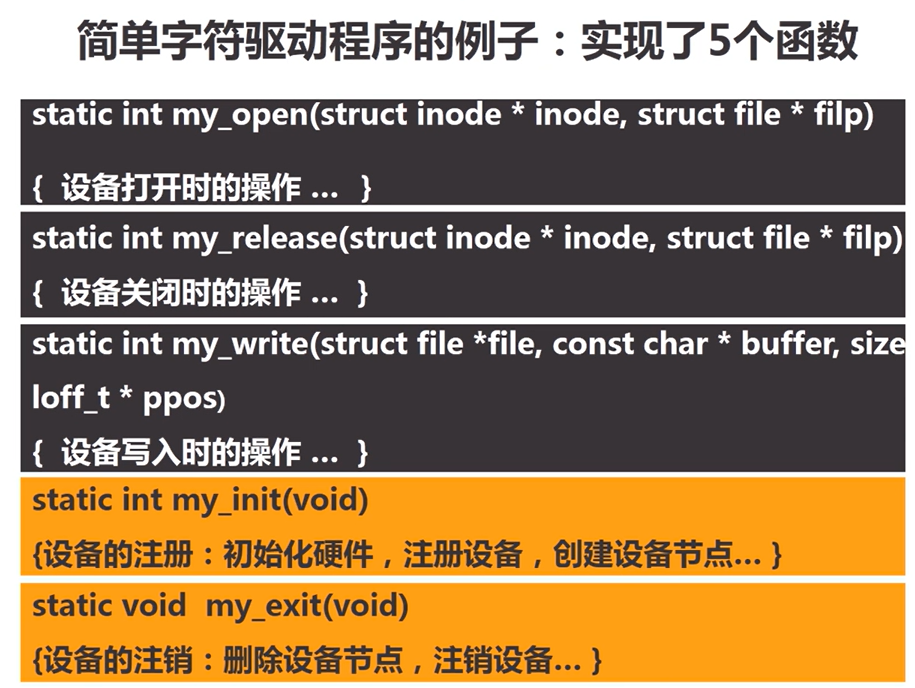 简单字符驱动程序的例子：实现了5个函数
static int my_open(struct inode * inode, struct file * filp)
{ 设备打开时的操作 … }
static int my_release(struct inode * inode, struct file * filp)
{ 设备关闭时的操作 … }
static int my_write(struct file *file, const char * buffer, size
loff_t * ppos)
{ 设备写入时的操作 … }
static int my_init(void)
{设备的注册：初始化硬件，注册设备，创建设备节点… }
static void my_exit(void)
{设备的注销：删除设备节点，注销设备… }